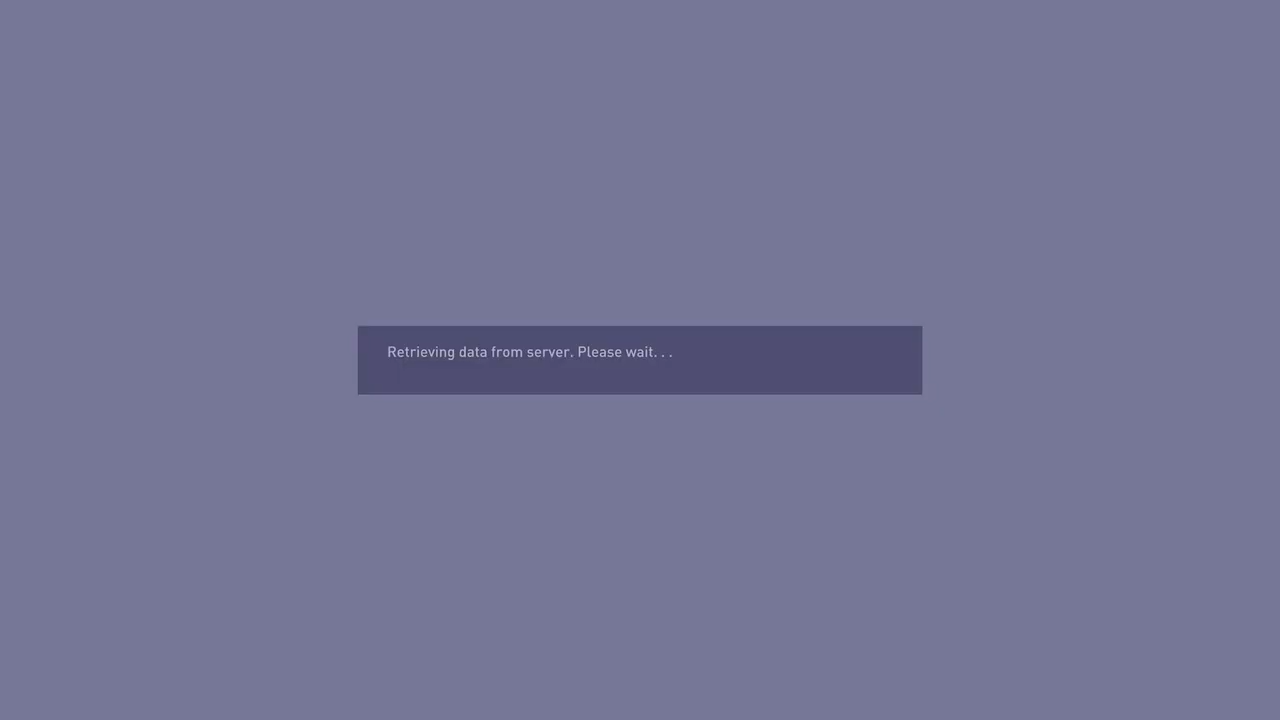 Retrieving data from server. Please wait. . .